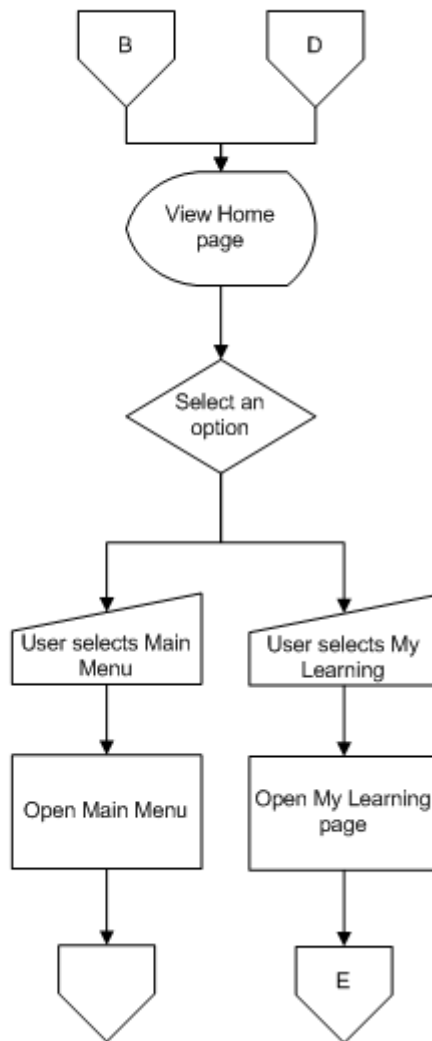 B
D
View Home
page
Select an
option
User selects Main
Menu
User selects My
Learning
Open Main Menu
Open My Learning
page
E